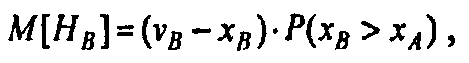 M[H_B]=(v_B − x_B)·P(x_B > x_A) ,